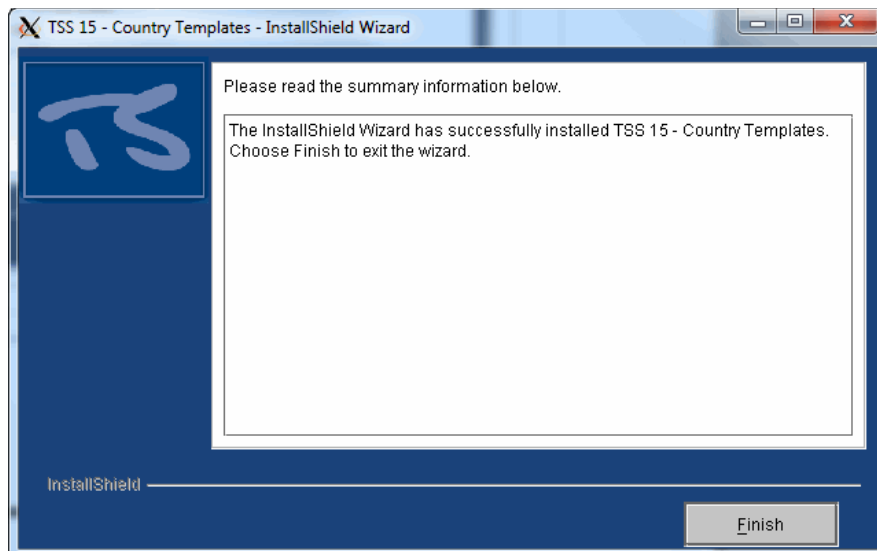 TSS 15 - Country Templates - InstallShield Wizard
TS
Please read the summary information below.
The InstallShield Wizard has successfully installed TSS 15 - Country Templates.
Choose Finish to exit the wizard.
InstallShield
Finish